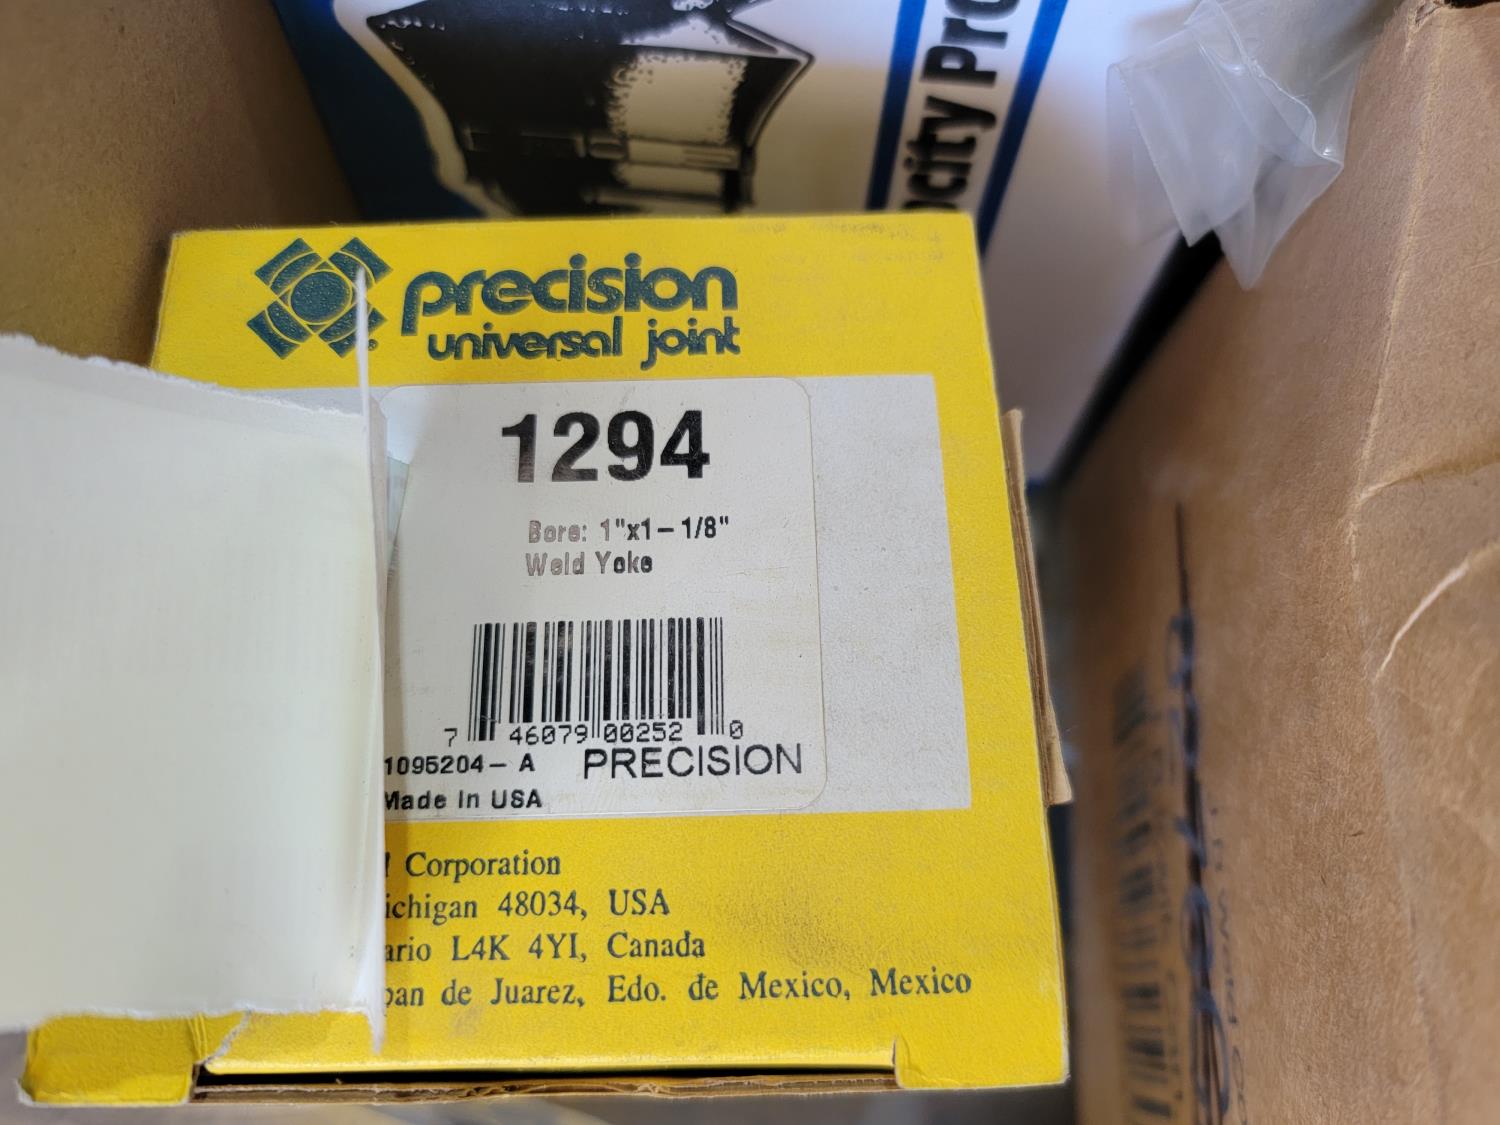 precision
universal joint
1294
Bore: 1"x1-1/8"
Weld Yoke
7 46079 00252 0
1095204-A PRECISION
Made In USA
Corporation
48034, USA
L4K 4YI, Canada
de Juarez, Edo. de Mexico, Mexico